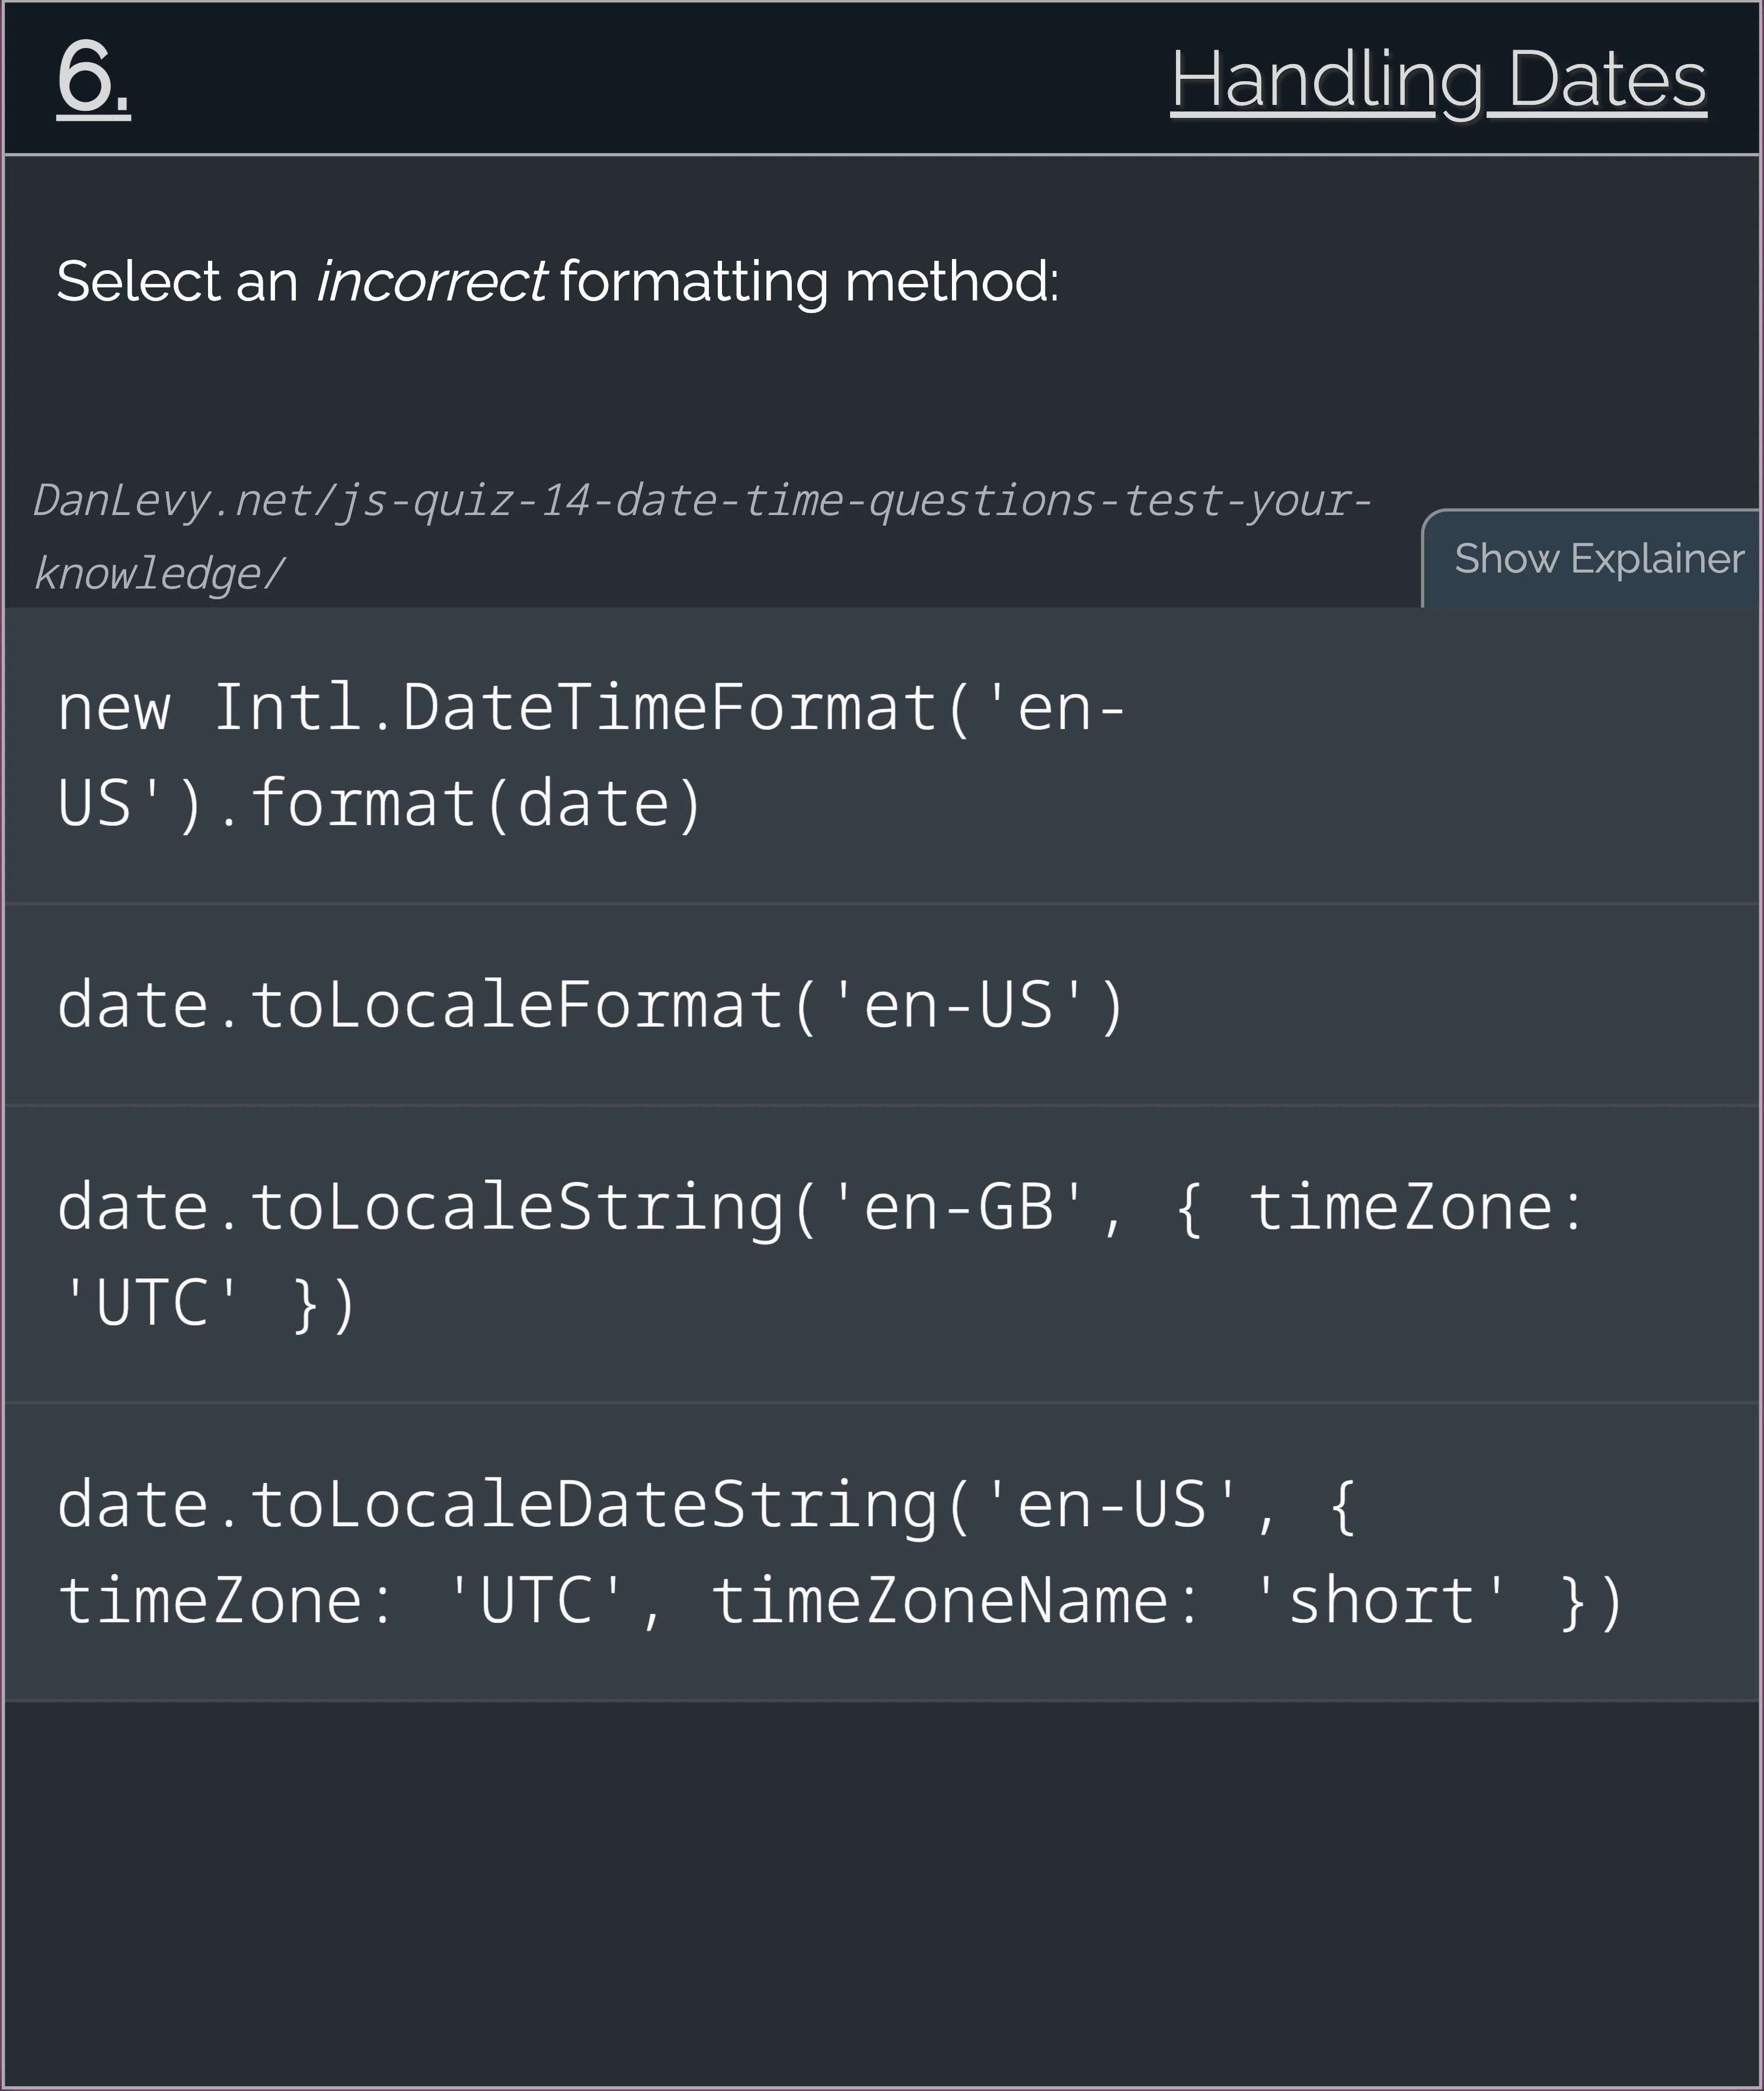 6.
Handling Dates
Select an incorrect formatting method:
DanLevy.net/js-quiz-14-date-time-questions-test-your-
knowledge/
Show Explainer
new Intl.DateTimeFormat('en-
US').format(date)
date.toLocaleFormat('en-US')
date.toLocaleString('en-GB', { timeZone:
'UTC' })
date.toLocaleDateString('en-US', {
timeZone: 'UTC', timeZoneName: 'short' })